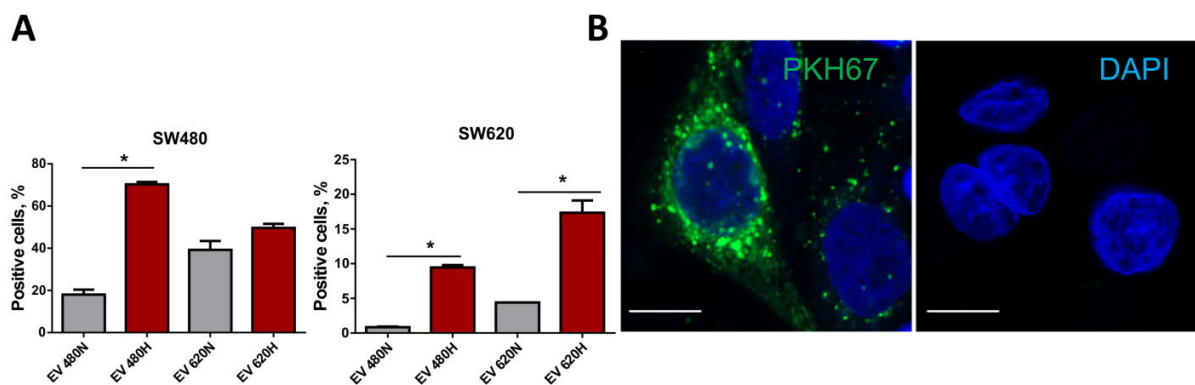 A
B
SW480
Positive cells, %
80
60
40
20
0
*
EV 480N
EV 480H
EV 620N
EV 620H
SW620
Positive cells, %
25
20
15
10
5
0
*
*
EV 480N
EV 480H
EV 620N
EV 620H
PKH67
DAPI